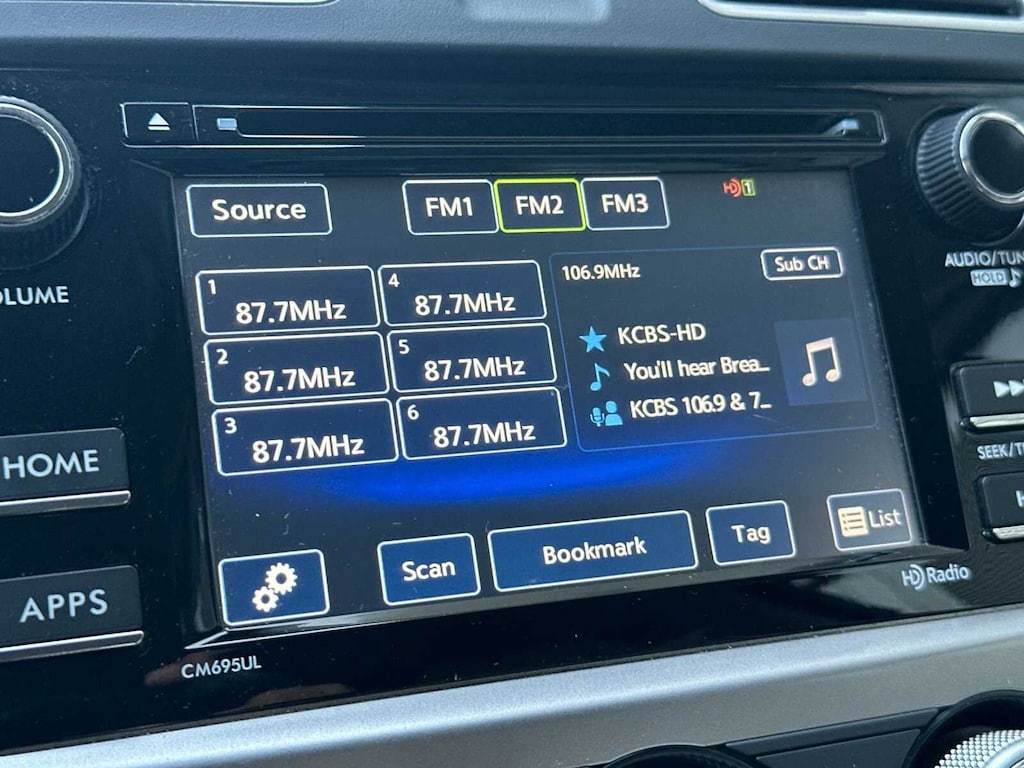 Source
FM1
FM2
FM3
HD 1
OLUME
AUDIO/TUN
HOLD
1
87.7MHz
4
87.7MHz
106.9MHz
Sub CH
2
87.7MHz
5
87.7MHz
KCBS-HD
You'll hear Brea...
3
87.7MHz
6
87.7MHz
KCBS 106.9 & 7...
SEEK/T
HOME
APPS
Scan
Bookmark
Tag
List
HD Radio
CM695UL